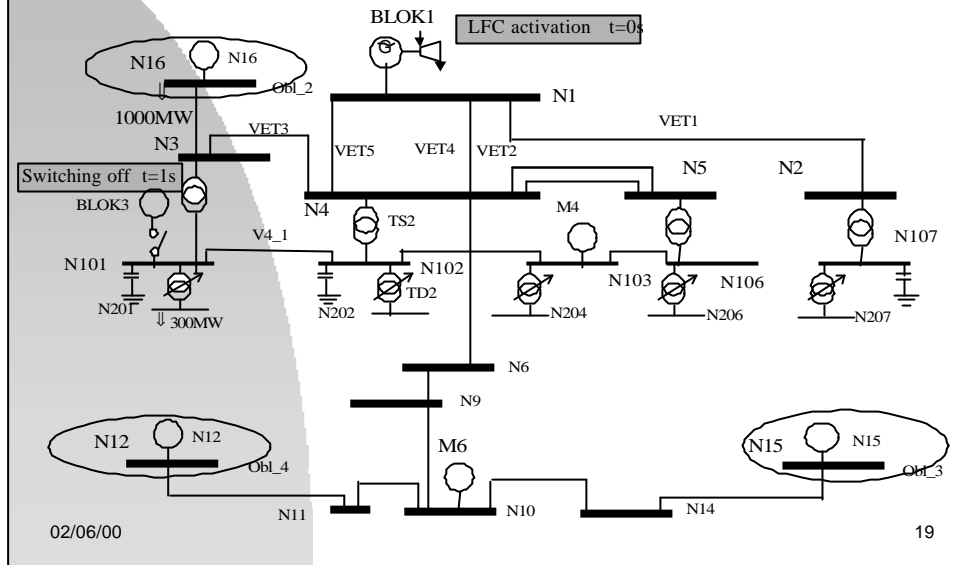 BLOK1
LFC activation t=0s
G
N16
N16
Obl_2
⇓
1000MW
N1
VET1
VET3
N3
VET5
VET4
VET2
Switching off t=1s
N5
N2
BLOK3
N4
TS2
M4
V4_1
N107
N101
N102
N103
N106
TD2
N201
⇓ 300MW
N202
N204
N206
N207
N6
N9
N12
N12
Obl_4
M6
N15
N15
Obl_3
N11
N10
N14
02/06/00
19